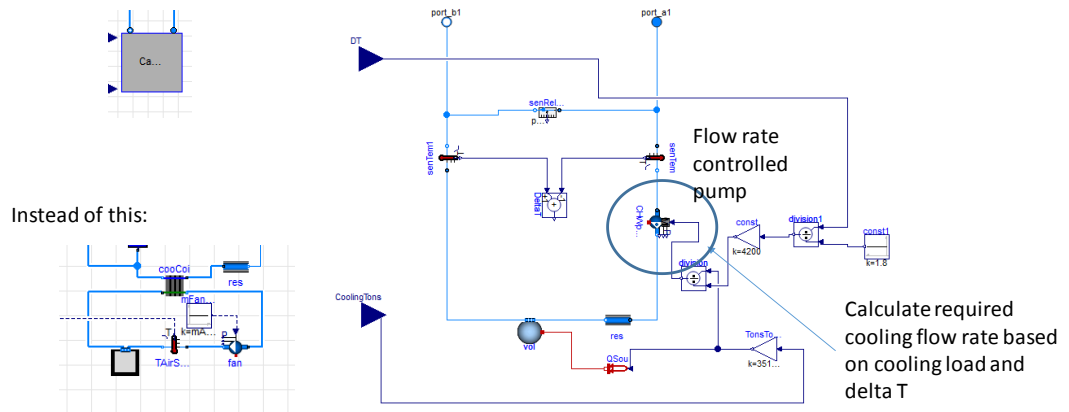 port_b1
port_a1
DT
Ca...
senRel...
p...
Flow rate
controlled
pump
senTem1
senTem
T
T
DeltaT
+
Instead of this:
CHWp...
const
k=4200
division1
const1
k=1.8
division
cooCoi
res
mFan...
k=mA...
TAirS...
fan
CoolingTons
vol
res
QSou
TonsTo...
k=351...
Calculate required
cooling flow rate based
on cooling load and
delta T